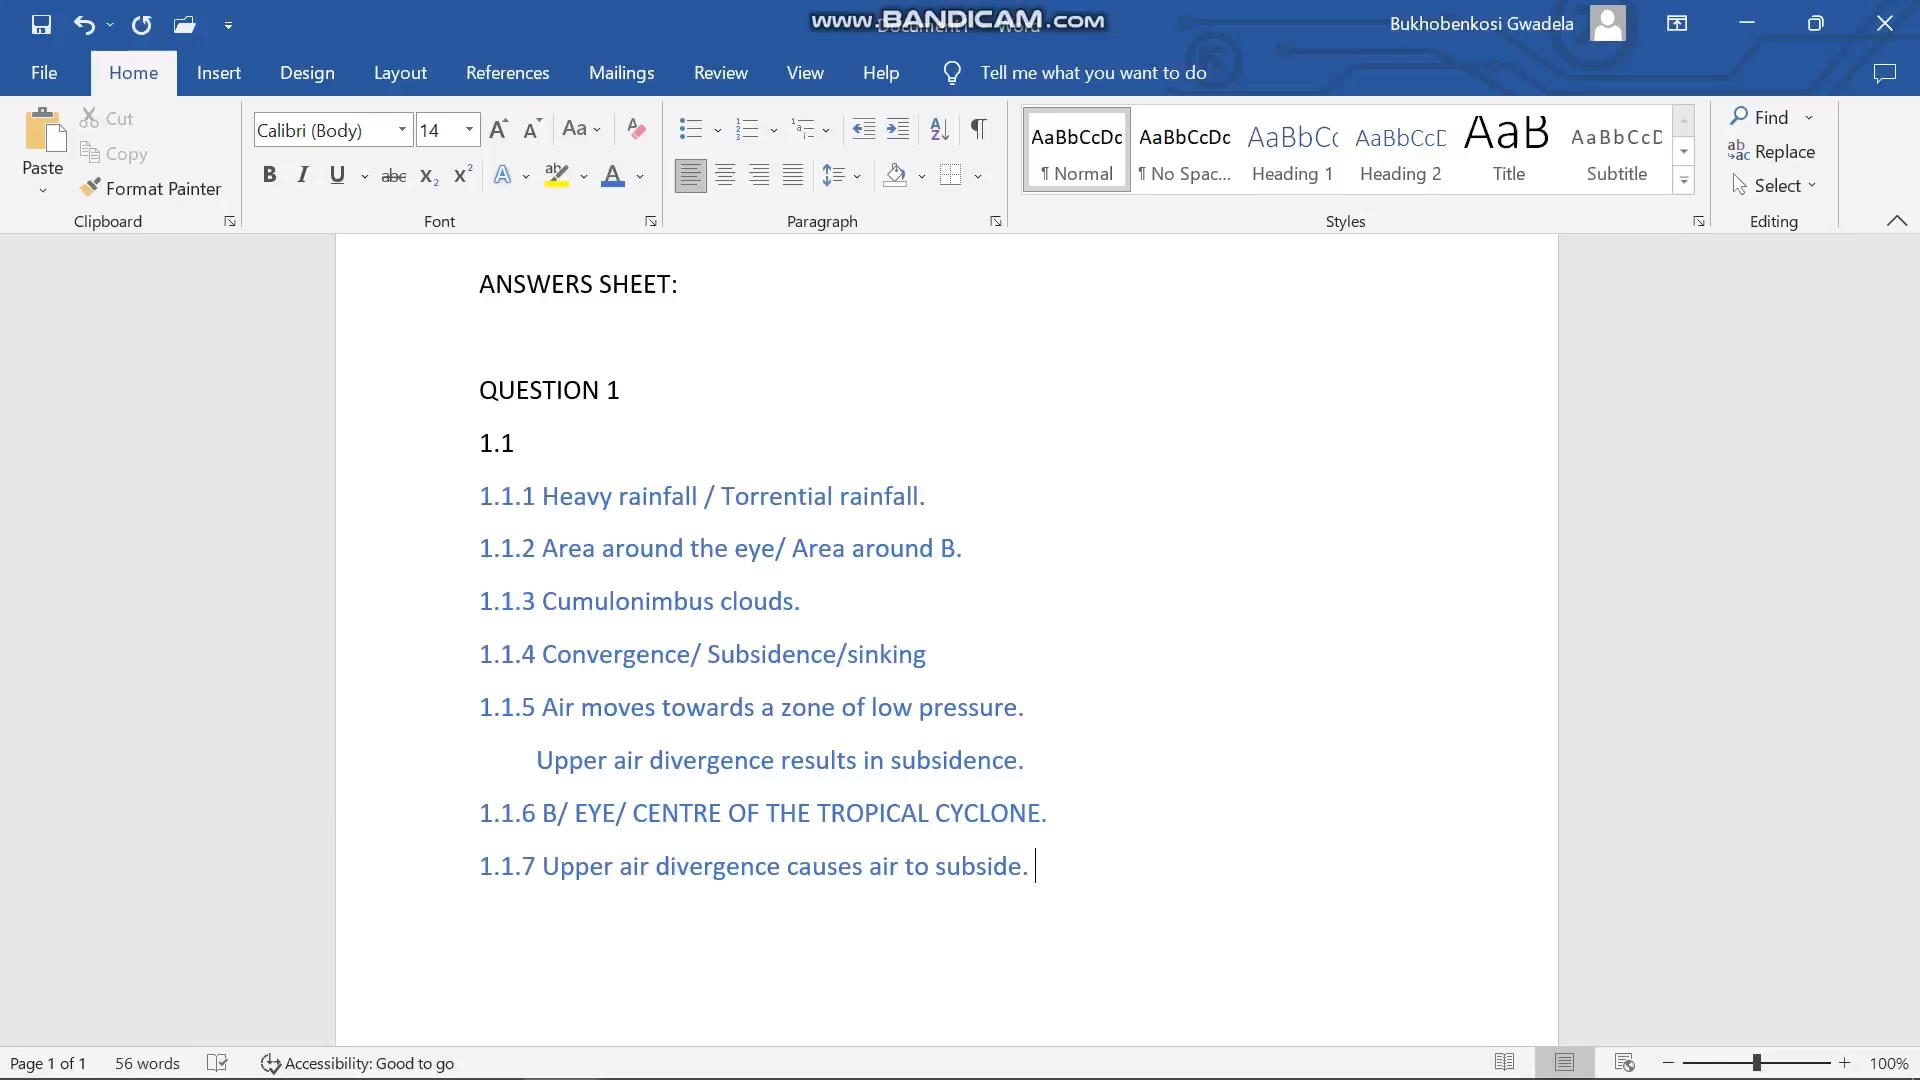 www.BANDICAM.com
Bukhobenkosi Gwadela
File Home Insert Design Layout References Mailings Review View Help Tell me what you want to do
Paste
Cut
Copy
Format Painter
Clipboard
Calibri (Body) 14
Font
Paragraph
AaBbCcDc AaBbCcDc AaBbCc AaBbCcD AaB AaBbCcD
¶ Normal ¶ No Spac... Heading 1 Heading 2 Title Subtitle
Styles
Find
Replace
Select
Editing
ANSWERS SHEET:
QUESTION 1
1.1
1.1.1 Heavy rainfall / Torrential rainfall.
1.1.2 Area around the eye/ Area around B.
1.1.3 Cumulonimbus clouds.
1.1.4 Convergence/ Subsidence/sinking
1.1.5 Air moves towards a zone of low pressure.
Upper air divergence results in subsidence.
1.1.6 B/ EYE/ CENTRE OF THE TROPICAL CYCLONE.
1.1.7 Upper air divergence causes air to subside.
Page 1 of 1 56 words Accessibility: Good to go 100%